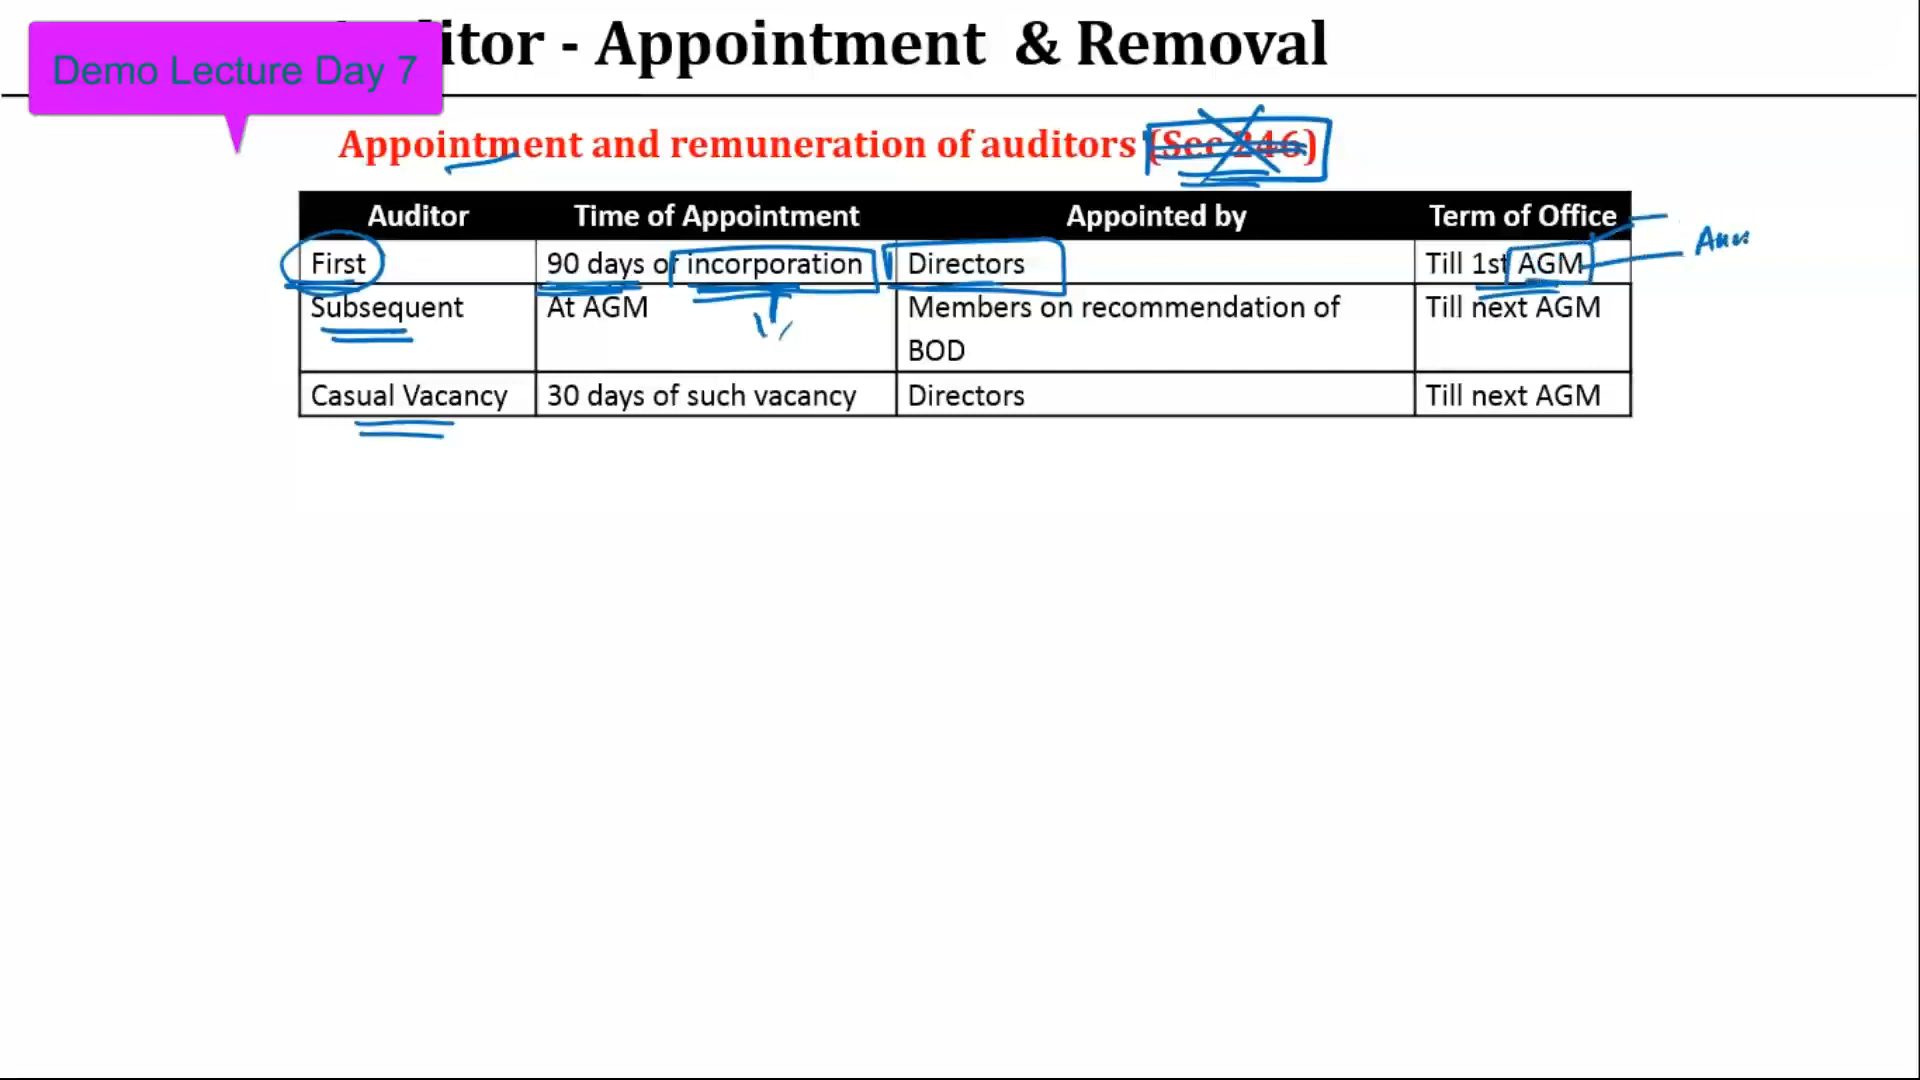 itor - Appointment & Removal
Demo Lecture Day 7
Appointment and remuneration of auditors (Sec 246)
Auditor Time of Appointment Appointed by Term of Office
First 90 days of incorporation Directors Till 1st AGM
Subsequent At AGM Members on recommendation of BOD Till next AGM
Casual Vacancy 30 days of such vacancy Directors Till next AGM